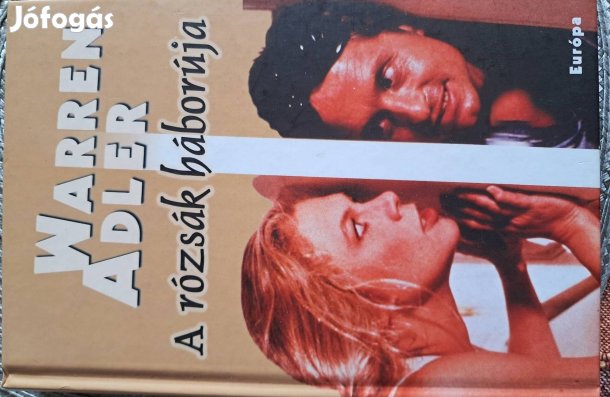 Jófogás
WARREN
ADLER
A rózsák háborúja
Európa